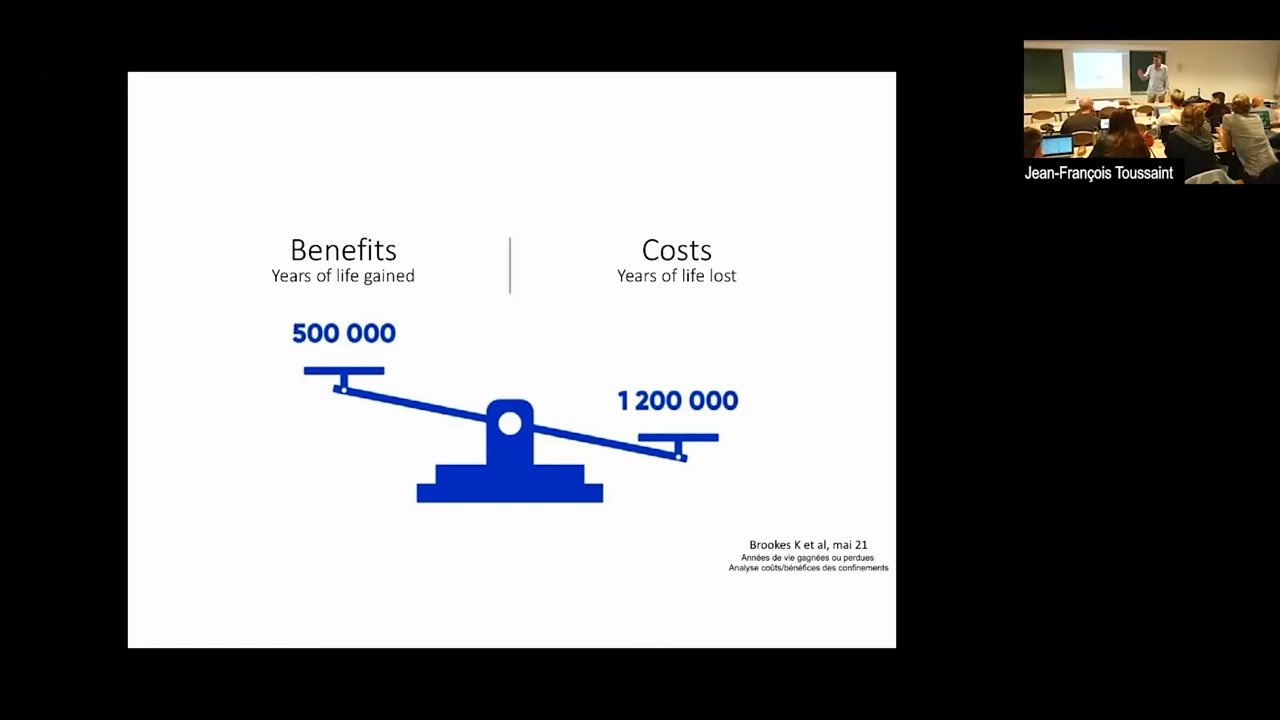 Benefits
Years of life gained
Costs
Years of life lost
500 000
1 200 000
Brookes K et al, mai 21
Années de vie gagnées ou perdues
Analyse coûts/bénéfices des confinements
Jean-François Toussaint